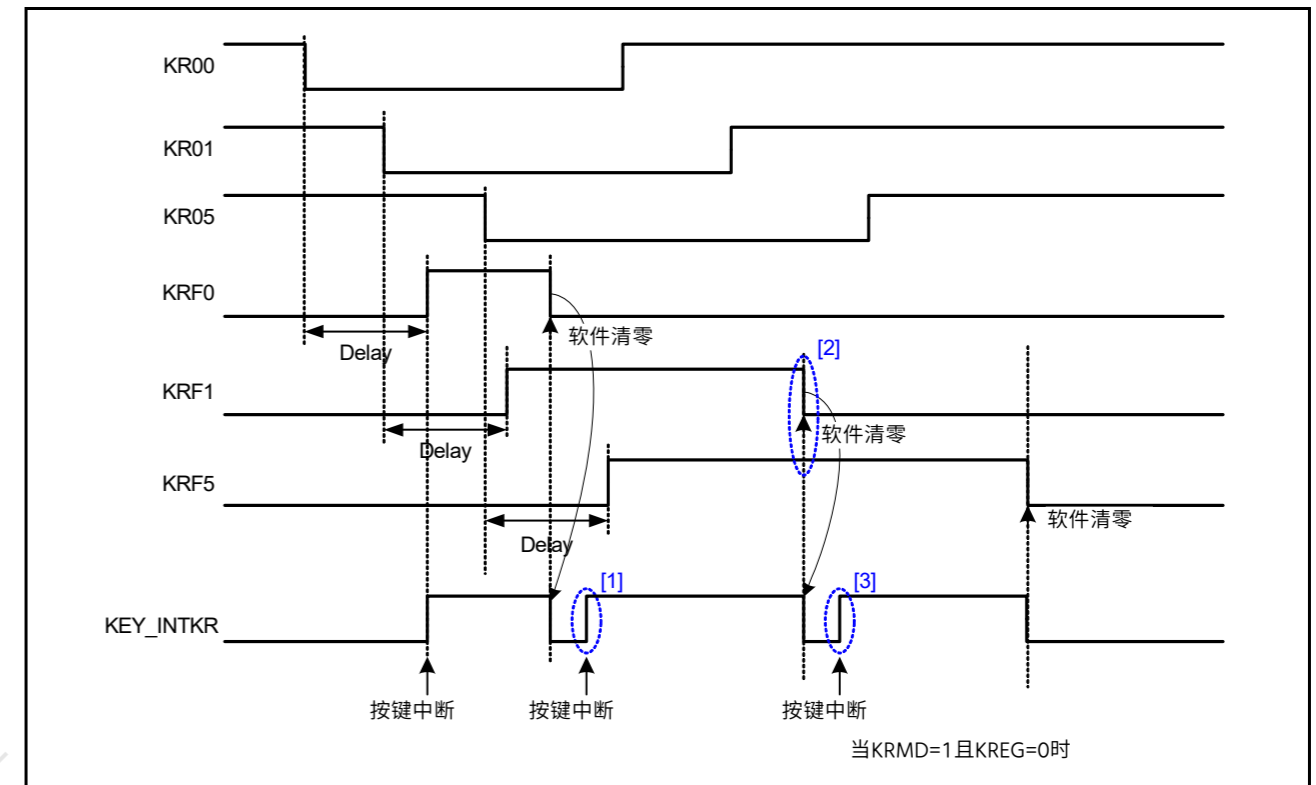 KR00
KR01
KR05
KRF0
软件清零
Delay
[2]
KRF1
软件清零
Delay
KRF5
软件清零
Delay
[1]
[3]
KEY_INTKR
按键中断
按键中断
按键中断
当KRMD=1且KREG=0时